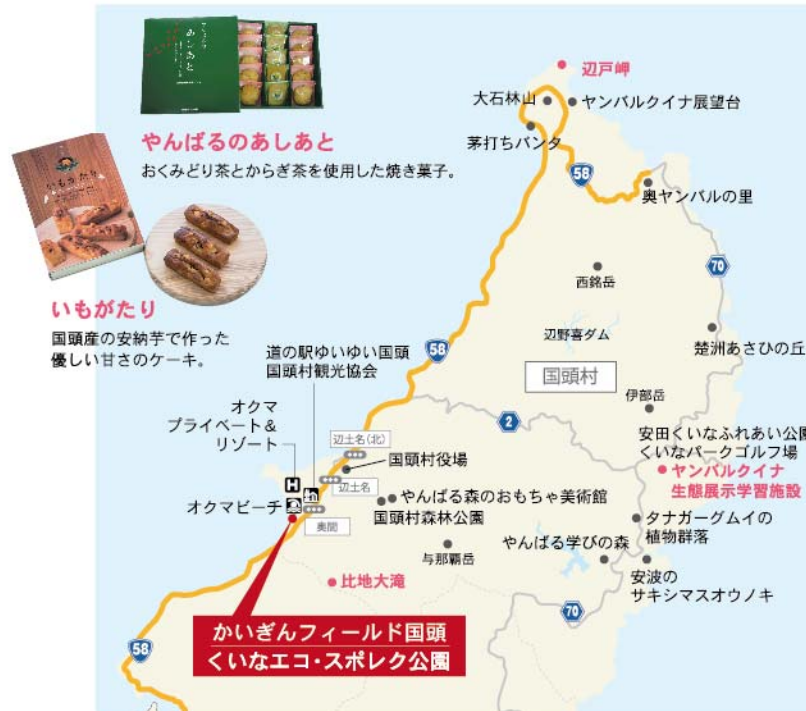 あしあと
やんばるのあしあと
おくみどり茶とからぎ茶を使用した焼き菓子。
いもがたり
いもがたり
国頭産の安納芋で作った
優しい甘さのケーキ。
辺戸岬
大石林山
ヤンバルクイナ展望台
茅打ちバンタ
58
奥ヤンバルの里
70
西銘岳
辺野喜ダム
楚洲あさひの丘
58
国頭村
伊部岳
2
道の駅ゆいゆい国頭
国頭村観光協会
オクマ
プライベート&
リゾート
辺土名(北)
国頭村役場
安田くいなふれあい公園
くいなパークゴルフ場
ヤンバルクイナ
生態展示学習施設
H
辺土名
オクマビーチ
奥間
やんばる森のおもちゃ美術館
国頭村森林公園
タナガーグムイの
植物群落
与那覇岳
やんばる学びの森
安波の
サキシマスオウノキ
比地大滝
70
かいぎんフィールド国頭
くいなエコ・スポレク公園
58